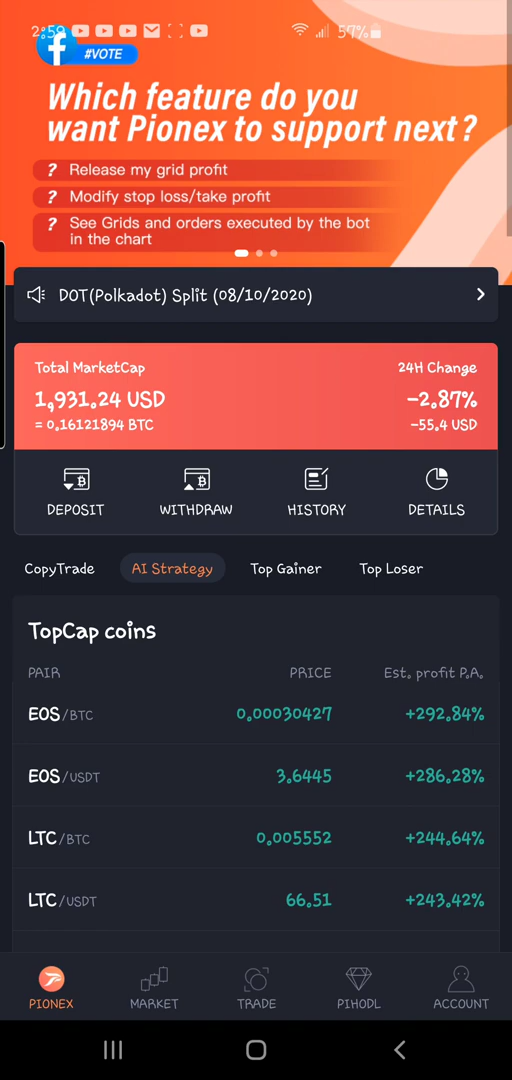 2:59
57%
#VOTE
Which feature do you
want Pionex to support next?
? Release my grid profit
? Modify stop loss/take profit
? See Grids and orders executed by the bot
in the chart
DOT(Polkadot) Split (08/10/2020)
Total MarketCap 24H Change
1,931.24 USD -2.87%
= 0.16121894 BTC -55.4 USD
DEPOSIT WITHDRAW HISTORY DETAILS
CopyTrade AI Strategy Top Gainer Top Loser
TopCap coins
PAIR PRICE Est. profit P.A.
EOS/BTC 0.00030427 +292.84%
EOS/USDT 3.6445 +286.28%
LTC/BTC 0.005552 +244.64%
LTC/USDT 66.51 +243.42%
PIONEX MARKET TRADE PIHODL ACCOUNT